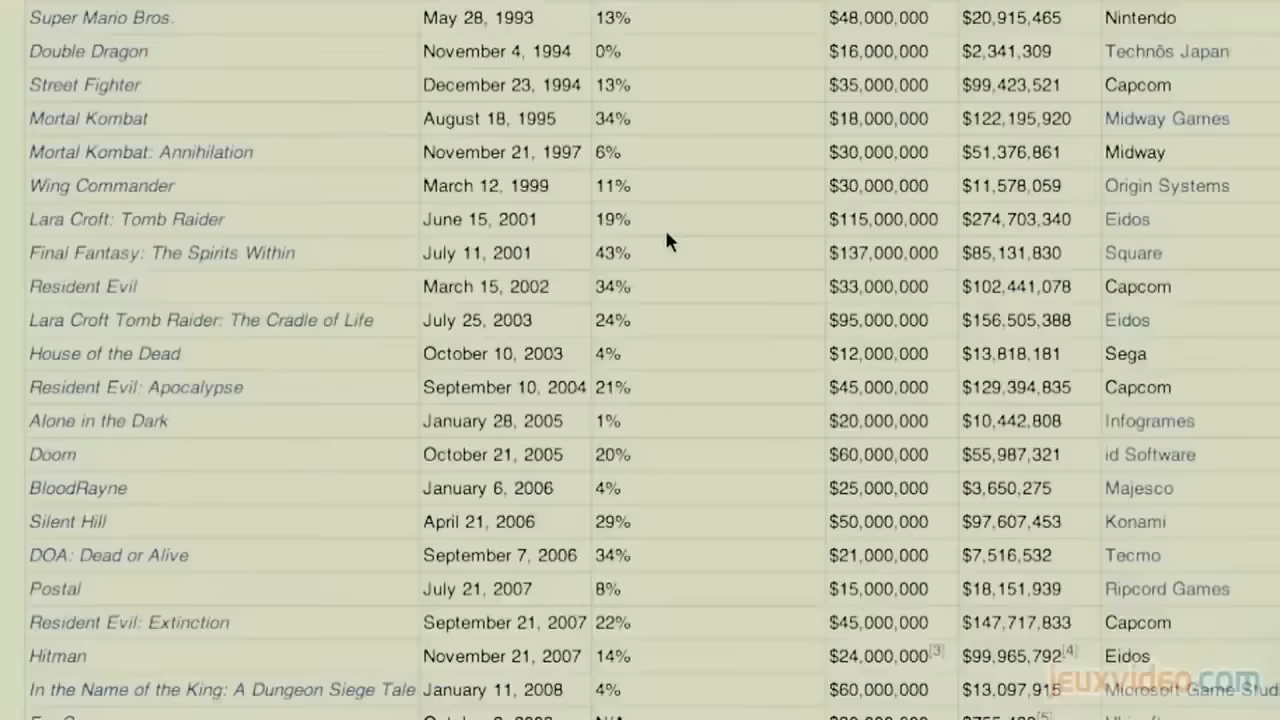 Super Mario Bros. May 28, 1993 13% $48,000,000 $20,915,465 Nintendo
Double Dragon November 4, 1994 0% $16,000,000 $2,341,309 Technōs Japan
Street Fighter December 23, 1994 13% $35,000,000 $99,423,521 Capcom
Mortal Kombat August 18, 1995 34% $18,000,000 $122,195,920 Midway Games
Mortal Kombat: Annihilation November 21, 1997 6% $30,000,000 $51,376,861 Midway
Wing Commander March 12, 1999 11% $30,000,000 $11,578,059 Origin Systems
Lara Croft: Tomb Raider June 15, 2001 19% $115,000,000 $274,703,340 Eidos
Final Fantasy: The Spirits Within July 11, 2001 43% $137,000,000 $85,131,830 Square
Resident Evil March 15, 2002 34% $33,000,000 $102,441,078 Capcom
Lara Croft Tomb Raider: The Cradle of Life July 25, 2003 24% $95,000,000 $156,505,388 Eidos
House of the Dead October 10, 2003 4% $12,000,000 $13,818,181 Sega
Resident Evil: Apocalypse September 10, 2004 21% $45,000,000 $129,394,835 Capcom
Alone in the Dark January 28, 2005 1% $20,000,000 $10,442,808 Infogrames
Doom October 21, 2005 20% $60,000,000 $55,987,321 id Software
BloodRayne January 6, 2006 4% $25,000,000 $3,650,275 Majesco
Silent Hill April 21, 2006 29% $50,000,000 $97,607,453 Konami
DOA: Dead or Alive September 7, 2006 34% $21,000,000 $7,516,532 Tecmo
Postal July 21, 2007 8% $15,000,000 $18,151,939 Ripcord Games
Resident Evil: Extinction September 21, 2007 22% $45,000,000 $147,717,833 Capcom
Hitman November 21, 2007 14% $24,000,000[3] $99,965,792[4] Eidos
In the Name of the King: A Dungeon Siege Tale January 11, 2008 4% $60,000,000 $13,097,915 Microsoft Game Stud
jeuxvideo.com